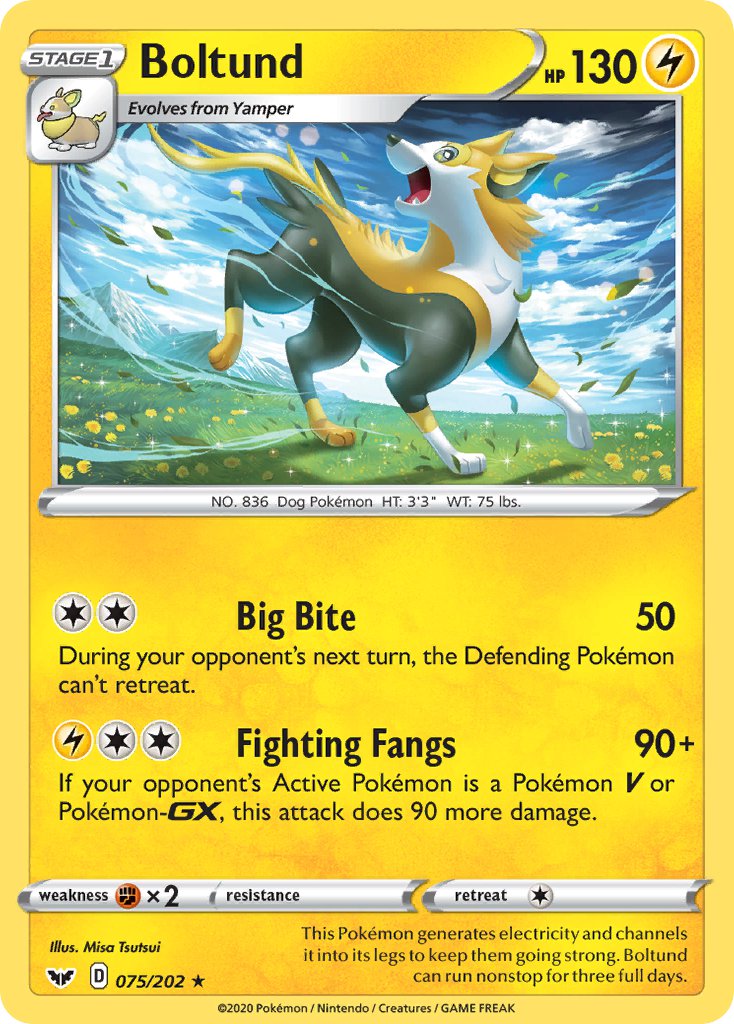 STAGE1
Boltund
HP 130
Evolves from Yamper
NO. 836 Dog Pokémon HT: 3'3" WT: 75 lbs.
Big Bite 50
During your opponent's next turn, the Defending Pokémon
can't retreat.
Fighting Fangs 90+
If your opponent's Active Pokémon is a Pokémon V or
Pokémon-GX, this attack does 90 more damage.
weakness ×2 resistance retreat
Illus. Misa Tsutsui
This Pokémon generates electricity and channels
it into its legs to keep them going strong. Boltund
can run nonstop for three full days.
D 075/202 ★
©2020 Pokémon / Nintendo / Creatures / GAME FREAK